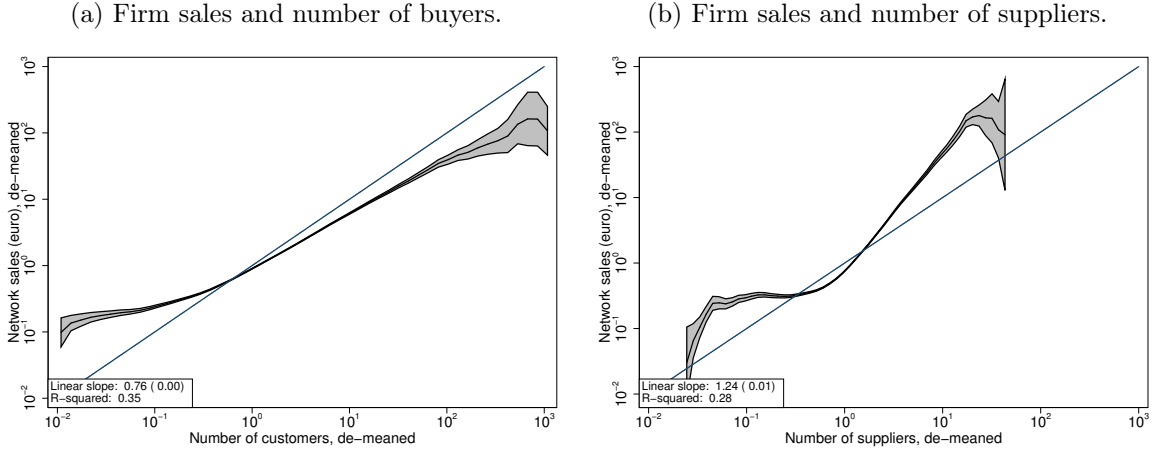 (a) Firm sales and number of buyers.
Network sales (euro), de−meaned
10³
10²
10¹
10⁰
10⁻¹
10⁻²
Linear slope: 0.76 ( 0.00)
R−squared: 0.35
10⁻² 10⁻¹ 10⁰ 10¹ 10² 10³
Number of customers, de−meaned
(b) Firm sales and number of suppliers.
Network sales (euro), de−meaned
10³
10²
10¹
10⁰
10⁻¹
10⁻²
Linear slope: 1.24 ( 0.01)
R−squared: 0.28
10⁻² 10⁻¹ 10⁰ 10¹ 10² 10³
Number of suppliers, de−meaned